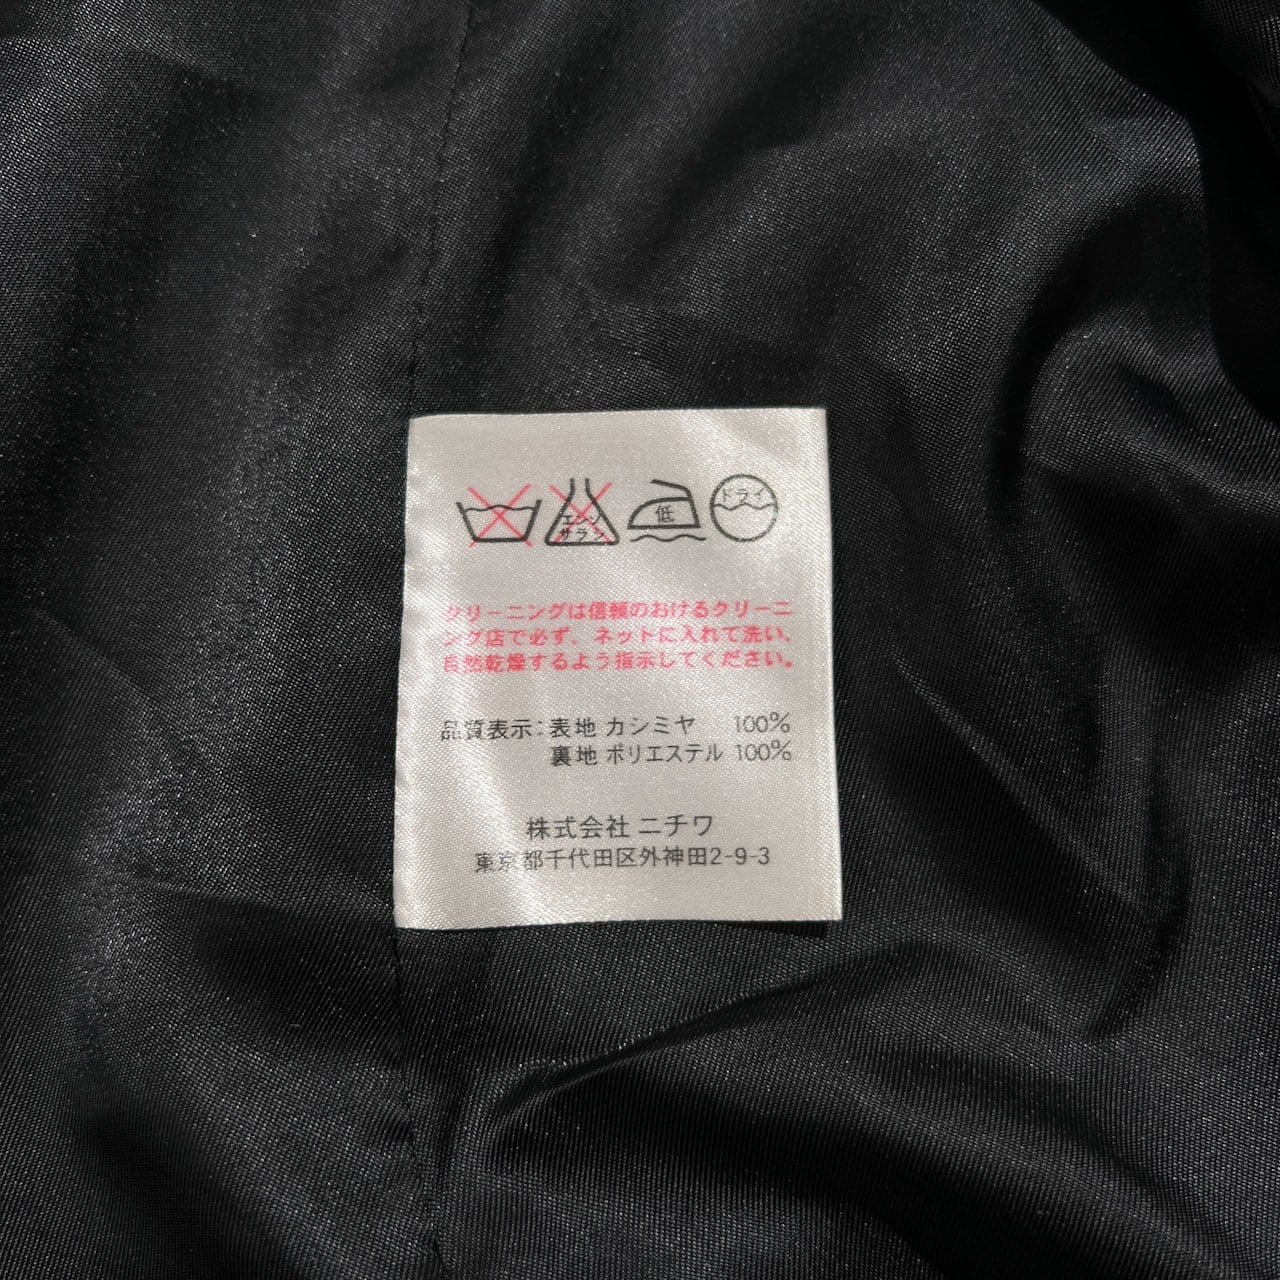 エンソ
サラシ
低
ドライ
クリーニングは信頼のおけるクリーニ
ング店で必ず、ネットに入れて洗い、
自然乾燥するよう指示してください。
品質表示:表地 カシミヤ 100%
裏地 ポリエステル 100%
株式会社 ニチワ
東京都千代田区外神田2-9-3